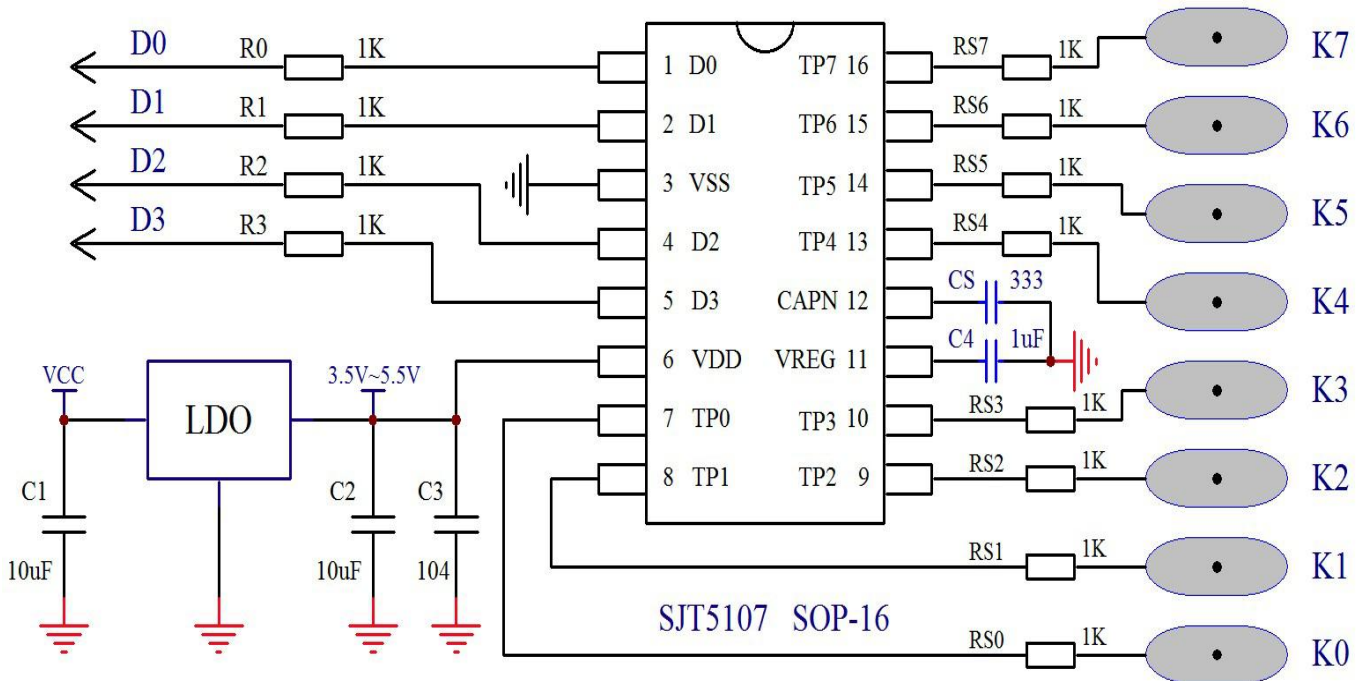 D0 R0 1K
D1 R1 1K
D2 R2 1K
D3 R3 1K
1 D0 TP7 16
2 D1 TP6 15
3 VSS TP5 14
4 D2 TP4 13
5 D3 CAPN 12
6 VDD VREG 11
7 TP0 TP3 10
8 TP1 TP2 9
RS7 1K K7
RS6 1K K6
RS5 1K K5
RS4 1K K4
CS 333
C4 1uF
RS3 1K K3
RS2 1K K2
RS1 1K K1
RS0 1K K0
VCC
LDO
3.5V~5.5V
C1
10uF
C2
10uF
C3
104
SJT5107 SOP-16